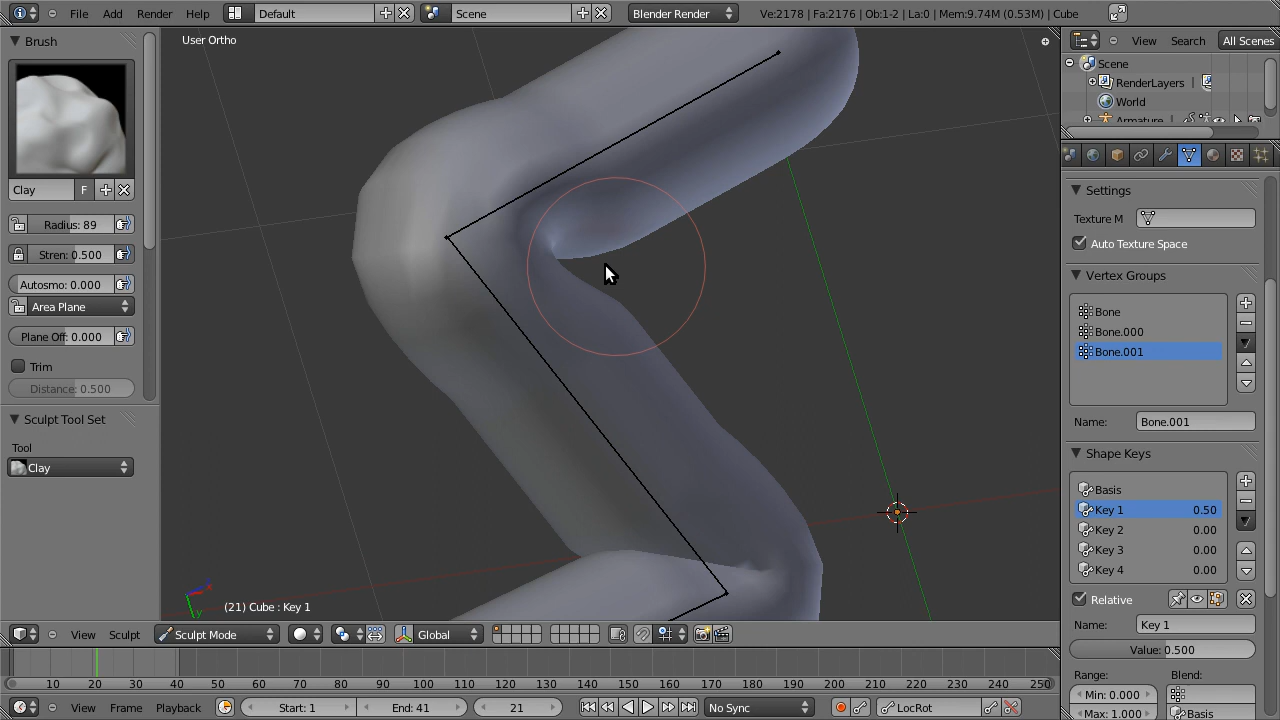 File Add Render Help Default Scene Blender Render Ve:2178 | Fa:2176 | Ob:1-2 | La:0 | Mem:9.74M (0.53M) | Cube
Brush
Clay F
Radius: 89
Stren: 0.500
Autosmo: 0.000
Area Plane
Plane Off: 0.000
Trim
Distance: 0.500
Sculpt Tool Set
Tool
Clay
User Ortho
x
y
(21) Cube : Key 1
View Search All Scenes
Scene
RenderLayers |
World
Armature
Settings
Texture M
Auto Texture Space
Vertex Groups
Bone
Bone.000
Bone.001
Name: Bone.001
Shape Keys
Basis
Key 1 0.50
Key 2 0.00
Key 3 0.00
Key 4 0.00
Relative
Name: Key 1
Value: 0.500
Range: Blend:
Min: 0.000
Max: 1.000 Basis
View Sculpt Sculpt Mode Global
10 20 30 40 50 60 70 80 90 100 110 120 130 140 150 160 170 180 190 200 210 220 230 240 250
View Frame Playback Start: 1 End: 41 21 No Sync LocRot